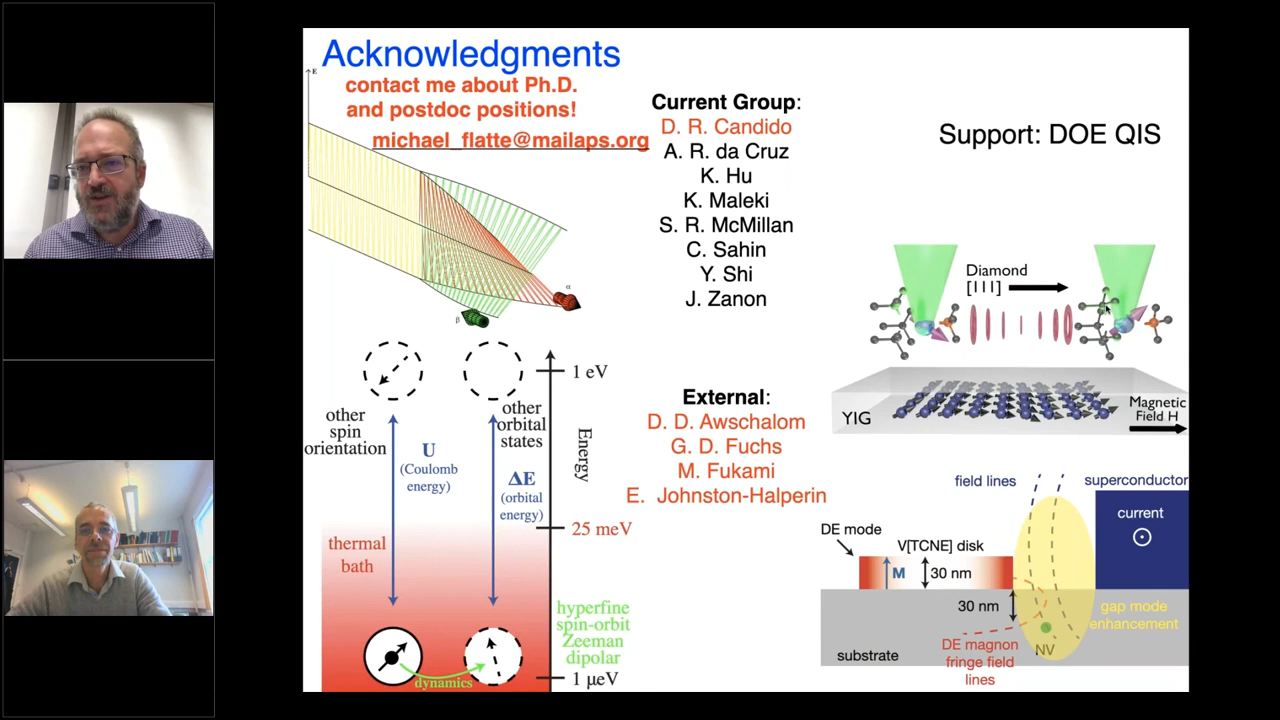 Acknowledgments
E
contact me about Ph.D.
and postdoc positions!
michael_flatte@mailaps.org
α
β
Current Group:
D. R. Candido
A. R. da Cruz
K. Hu
K. Maleki
S. R. McMillan
C. Sahin
Y. Shi
J. Zanon
Support: DOE QIS
Diamond
[111]
YIG
Magnetic
Field H
External:
D. D. Awschalom
G. D. Fuchs
M. Fukami
E. Johnston-Halperin
1 eV
other
spin
orientation
other
orbital
states
U
(Coulomb
energy)
ΔE
(orbital
energy)
Energy
25 meV
thermal
bath
hyperfine
spin-orbit
Zeeman
dipolar
dynamics
1 µeV
field lines
superconductor
current
DE mode
V[TCNE] disk
M
30 nm
30 nm
gap mode
enhancement
DE magnon
fringe field
lines
NV
substrate